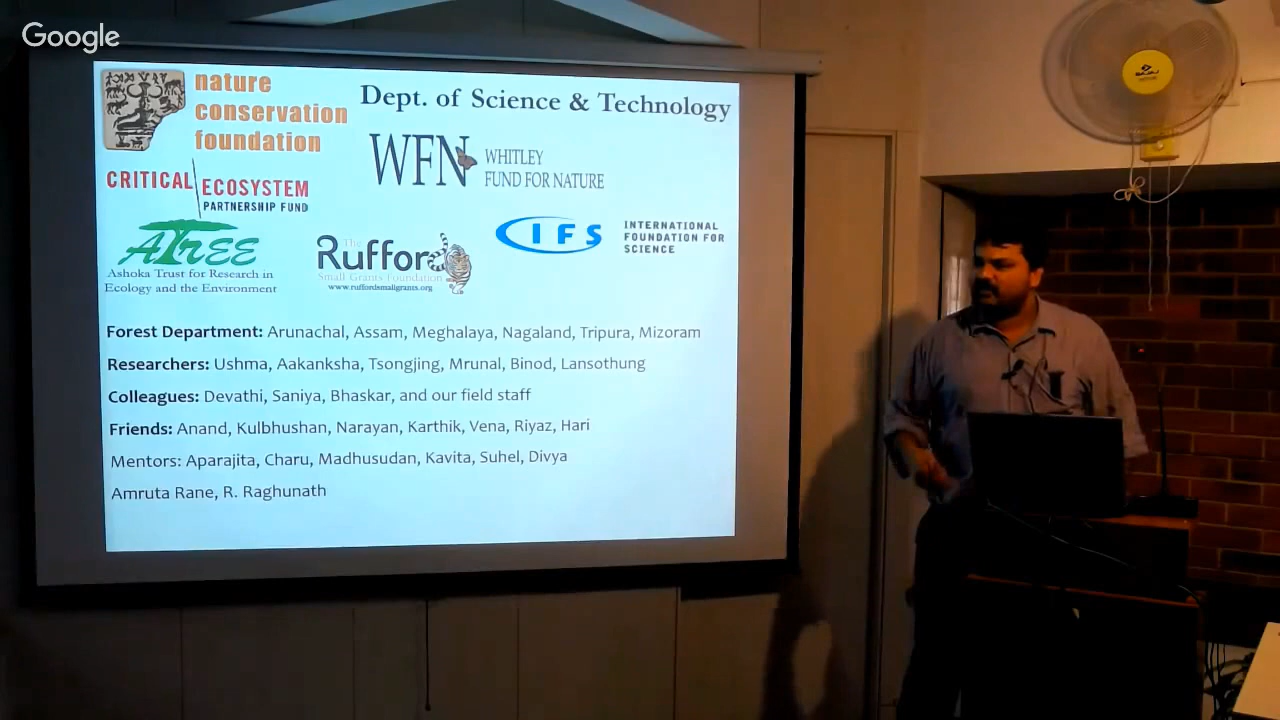 Google
nature
conservation
foundation
Dept. of Science & Technology
WFN WHITLEY
FUND FOR NATURE
CRITICAL ECOSYSTEM
PARTNERSHIP FUND
ATREE
Ashoka Trust for Research in
Ecology and the Environment
The
Rufford
Small Grants Foundation
www.ruffordsmallgrants.org
IFS
INTERNATIONAL
FOUNDATION FOR
SCIENCE
Forest Department: Arunachal, Assam, Meghalaya, Nagaland, Tripura, Mizoram
Researchers: Ushma, Aakanksha, Tsongjing, Mrunal, Binod, Lansothung
Colleagues: Devathi, Saniya, Bhaskar, and our field staff
Friends: Anand, Kulbhushan, Narayan, Karthik, Vena, Riyaz, Hari
Mentors: Aparajita, Charu, Madhusudan, Kavita, Suhel, Divya
Amruta Rane, R. Raghunath
BAJAJ